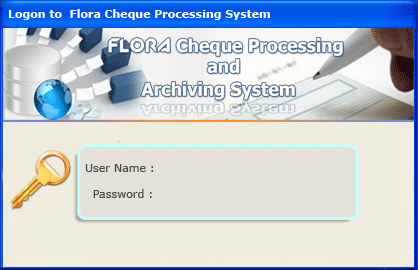 Logon to  Flora Cheque Processing System
FLORA Cheque Processing
and
Archiving System
User Name :
Password :